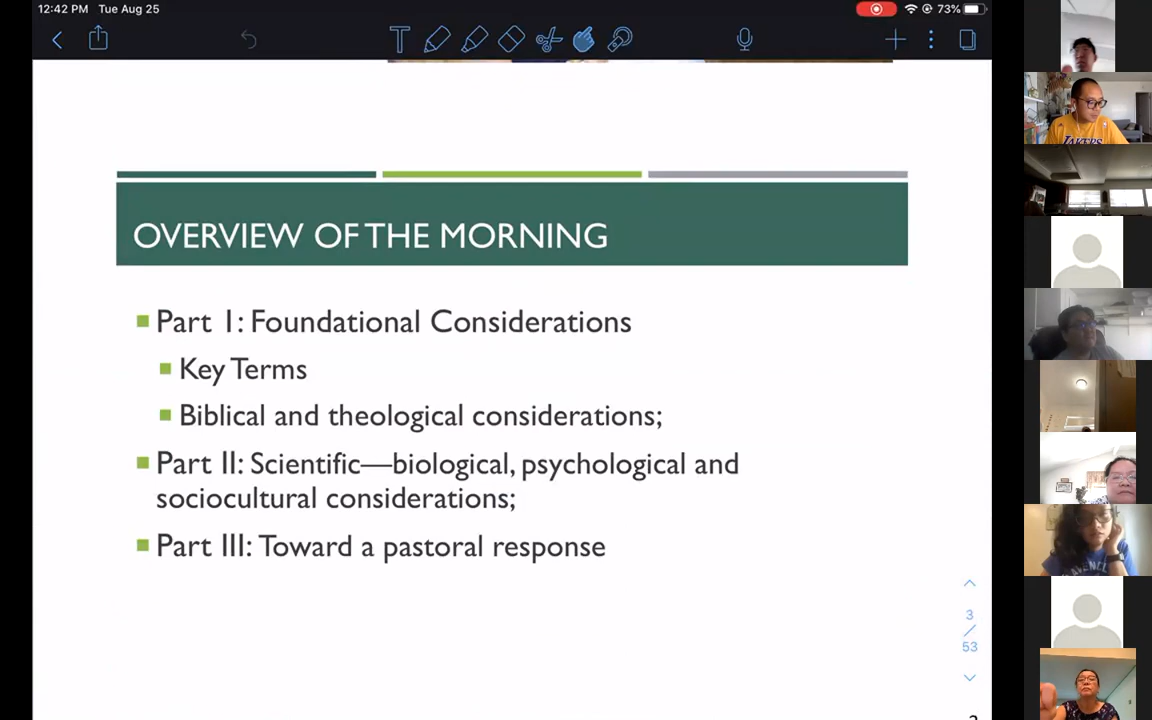 12:42 PM Tue Aug 25
73%
T
OVERVIEW OF THE MORNING
Part I: Foundational Considerations
Key Terms
Biblical and theological considerations;
Part II: Scientific—biological, psychological and
sociocultural considerations;
Part III: Toward a pastoral response
3
/
53
LAKERS